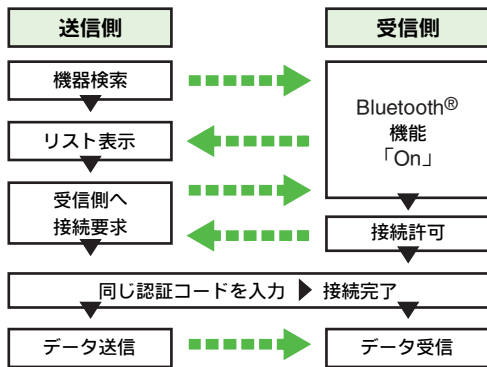 送信側
受信側
機器検索
リスト表示
Bluetooth®
機能
「On」
受信側へ
接続要求
接続許可
同じ認証コードを入力 ▶ 接続完了
データ送信
データ受信